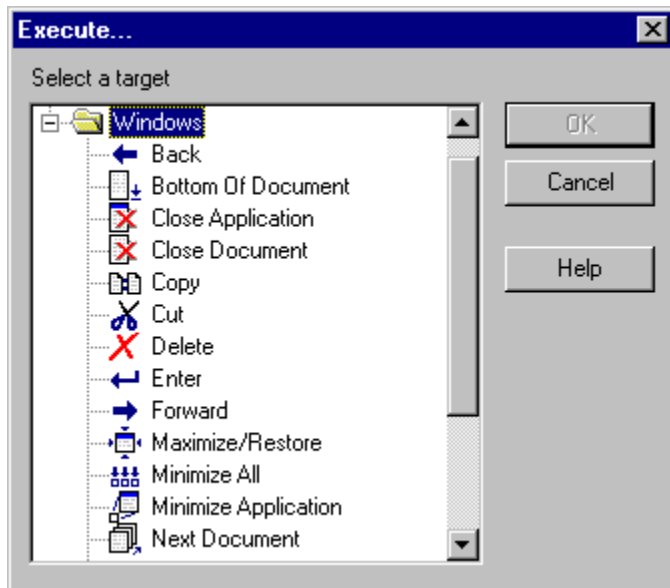 Execute...
Select a target
Windows
OK
Back
Bottom Of Document
Cancel
Close Application
Close Document
Help
Copy
Cut
Delete
Enter
Forward
Maximize/Restore
Minimize All
Minimize Application
Next Document